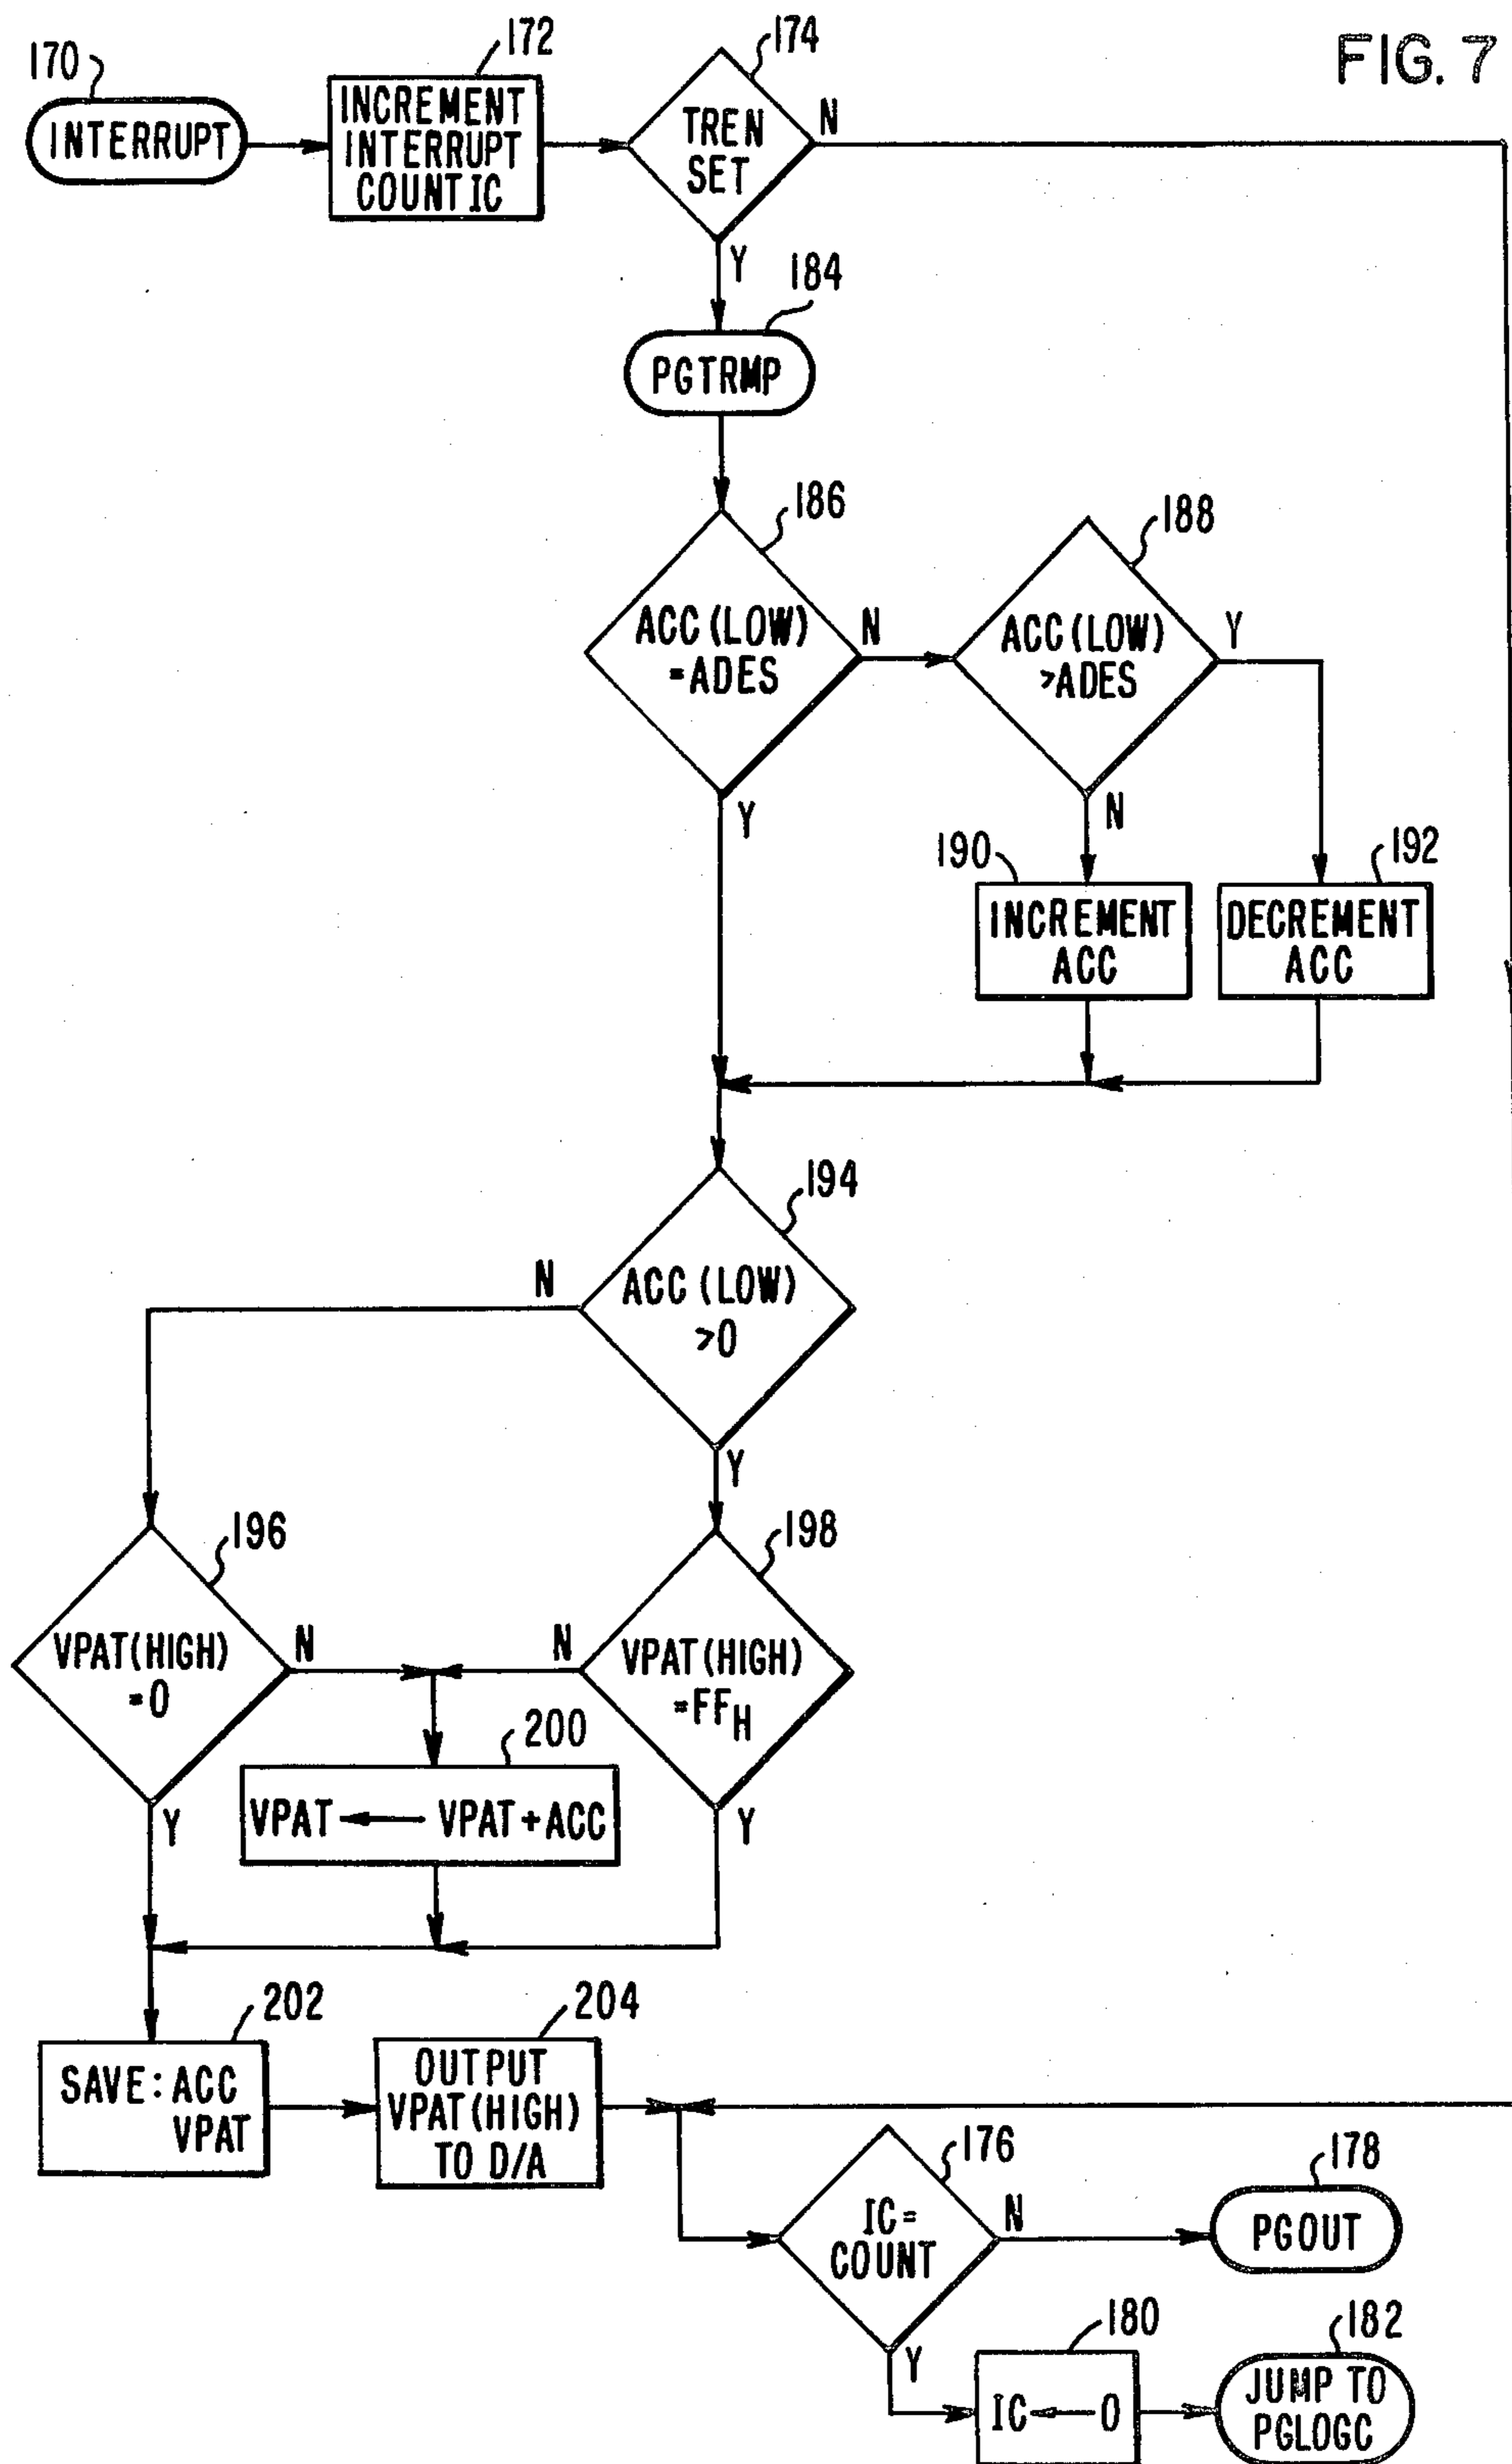 FIG. 7
170
INTERRUPT
172
INCREMENT
INTERRUPT
COUNT IC
174
TREN
SET
N
Y
184
PGTRMP
186
ACC (LOW)
=ADES
N
Y
188
ACC (LOW)
>ADES
Y
N
190
INCREMENT
ACC
192
DECREMENT
ACC
194
ACC (LOW)
>0
N
Y
196
VPAT(HIGH)
=0
N
Y
198
VPAT(HIGH)
=FFH
N
Y
200
VPAT ← VPAT+ACC
202
SAVE: ACC
VPAT
204
OUTPUT
VPAT(HIGH)
TO D/A
176
IC=
COUNT
N
Y
178
PGOUT
180
IC←0
182
JUMP TO
PGLOGC